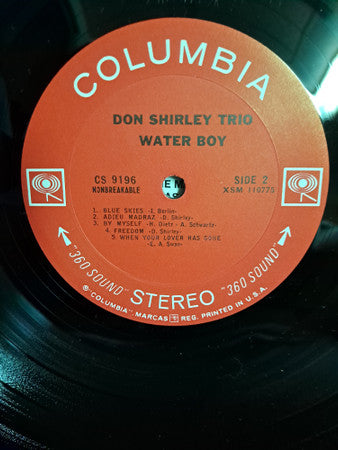 COLUMBIA
DON SHIRLEY TRIO
WATER BOY
CS 9196
NONBREAKABLE
SIDE 2
XSM 110775
1. BLUE SKIES -I. Berlin-
2. ADIEU MADRAZ -D. Shirley-
3. BY MYSELF -H. Dietz - A. Schwartz-
4. FREEDOM -D. Shirley-
5. WHEN YOUR LOVER HAS GONE
-E. A. Swan-
"360 SOUND" STEREO "360 SOUND"
℗ "COLUMBIA" MARCAS REG. PRINTED IN U.S.A.